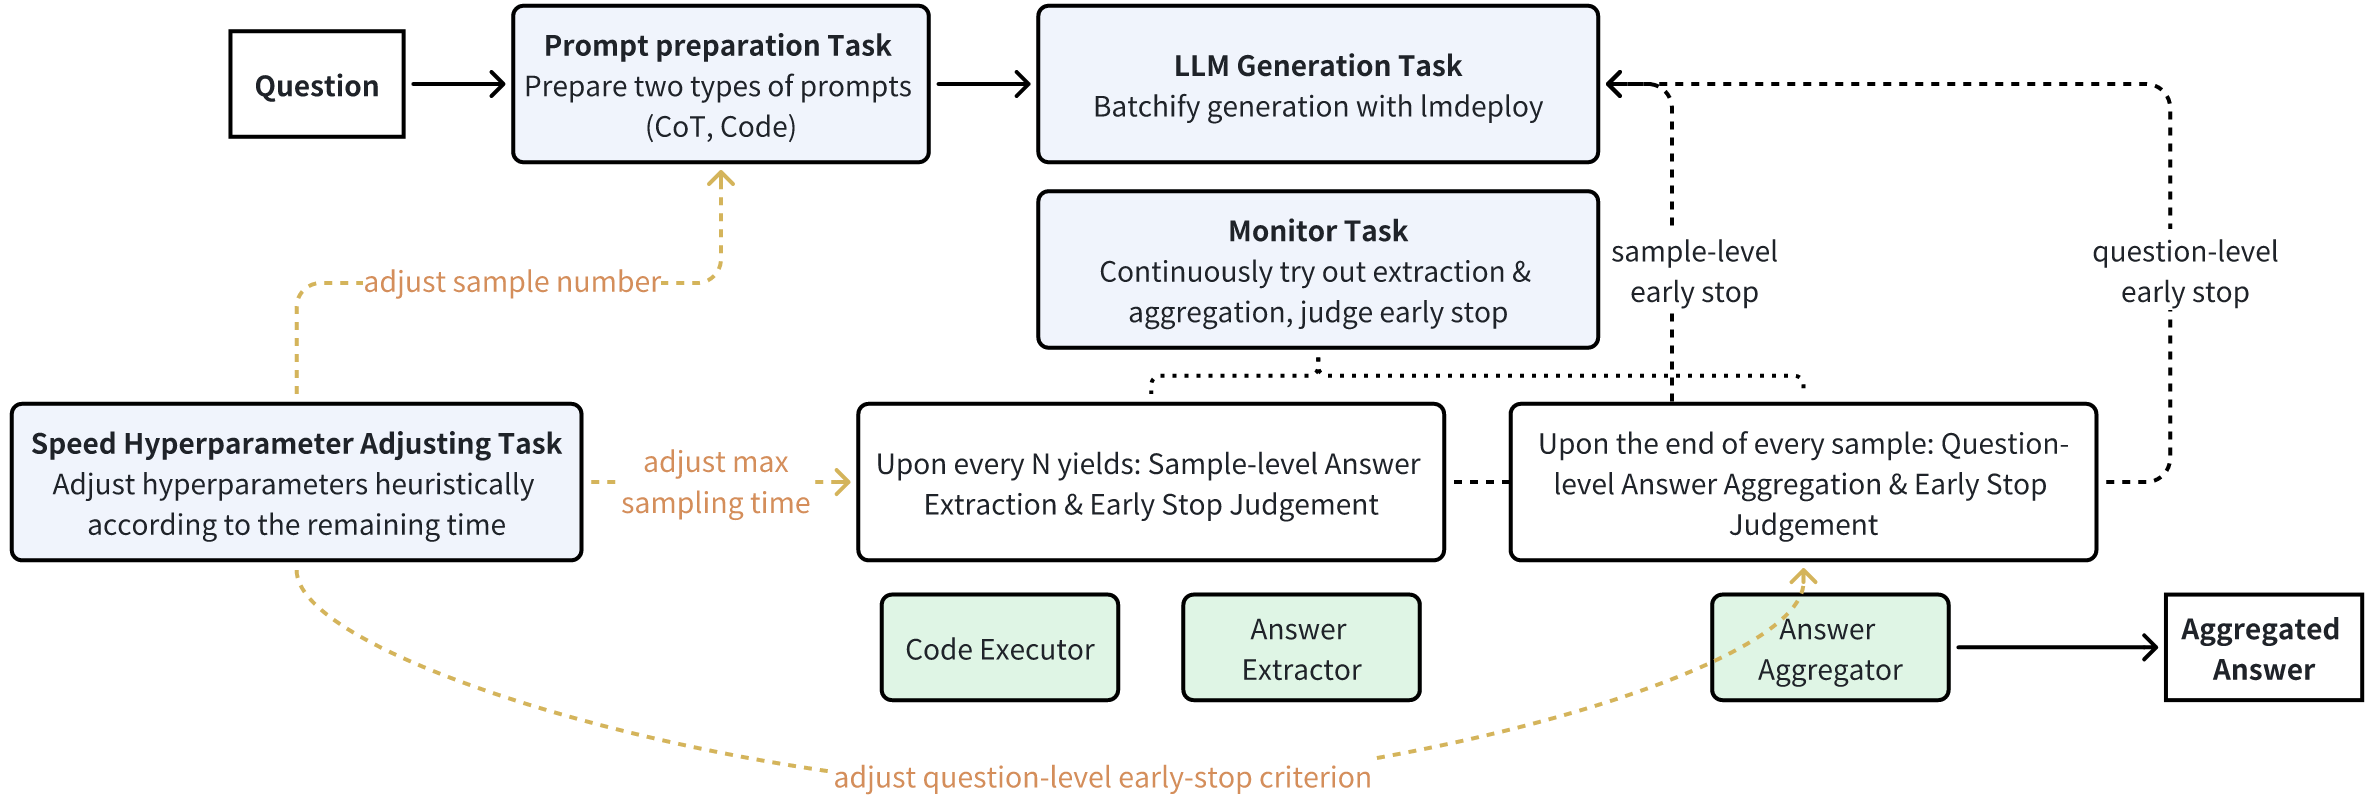 Question
Prompt preparation Task
Prepare two types of prompts
(CoT, Code)
LLM Generation Task
Batchify generation with lmdeploy
Monitor Task
Continuously try out extraction &
aggregation, judge early stop
sample-level
early stop
question-level
early stop
adjust sample number
Speed Hyperparameter Adjusting Task
Adjust hyperparameters heuristically
according to the remaining time
adjust max
sampling time
Upon every N yields: Sample-level Answer
Extraction & Early Stop Judgement
Upon the end of every sample: Question-
level Answer Aggregation & Early Stop
Judgement
Code Executor
Answer
Extractor
Answer
Aggregator
Aggregated
Answer
adjust question-level early-stop criterion